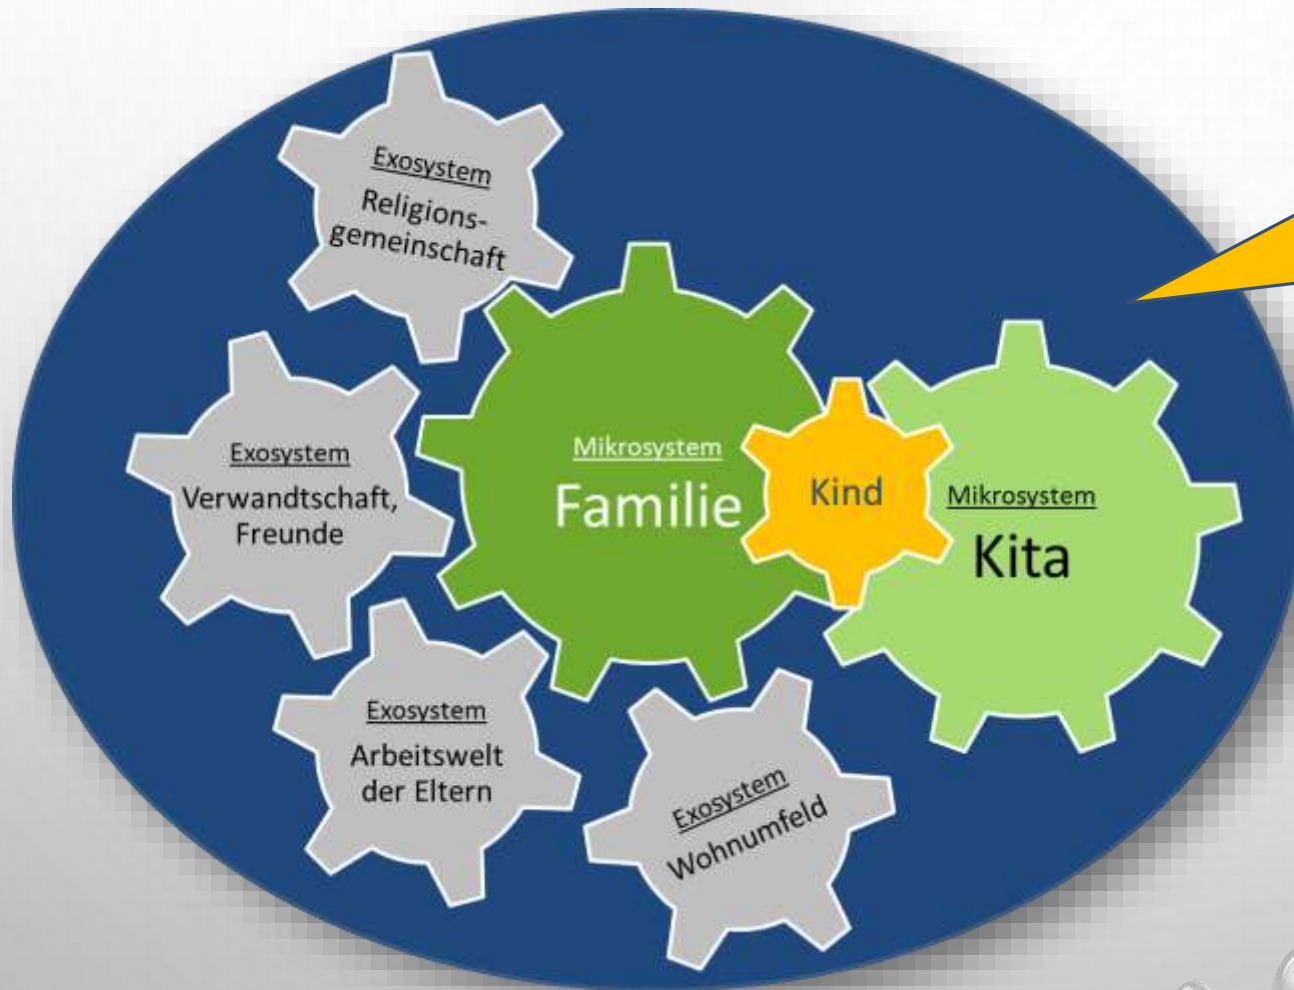 Exosystem
Religions-
gemeinschaft
Exosystem
Verwandtschaft,
Freunde
Mikrosystem
Familie
Kind
Mikrosystem
Kita
Exosystem
Arbeitswelt
der Eltern
Exosystem
Wohnumfeld